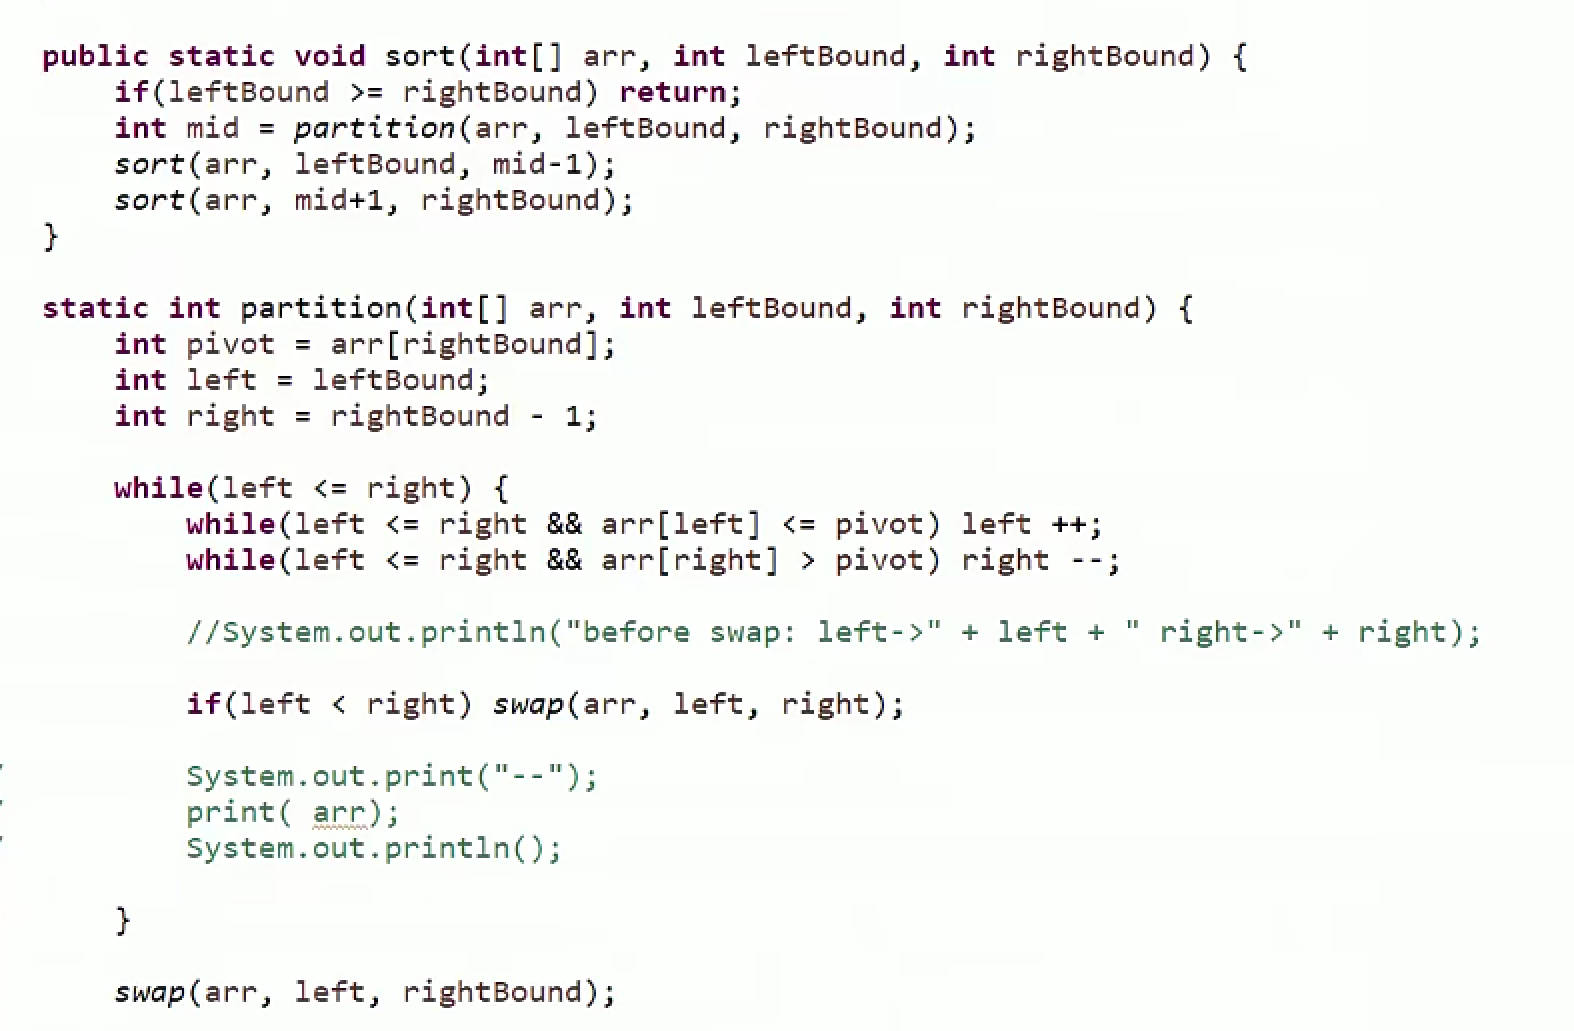 public static void sort(int[] arr, int leftBound, int rightBound) {
    if(leftBound >= rightBound) return;
    int mid = partition(arr, leftBound, rightBound);
    sort(arr, leftBound, mid-1);
    sort(arr, mid+1, rightBound);
}

static int partition(int[] arr, int leftBound, int rightBound) {
    int pivot = arr[rightBound];
    int left = leftBound;
    int right = rightBound - 1;

    while(left <= right) {
        while(left <= right && arr[left] <= pivot) left ++;
        while(left <= right && arr[right] > pivot) right --;

        //System.out.println("before swap: left->" + left + " right->" + right);

        if(left < right) swap(arr, left, right);

        System.out.print("--");
        print( arr);
        System.out.println();

    }

    swap(arr, left, rightBound);